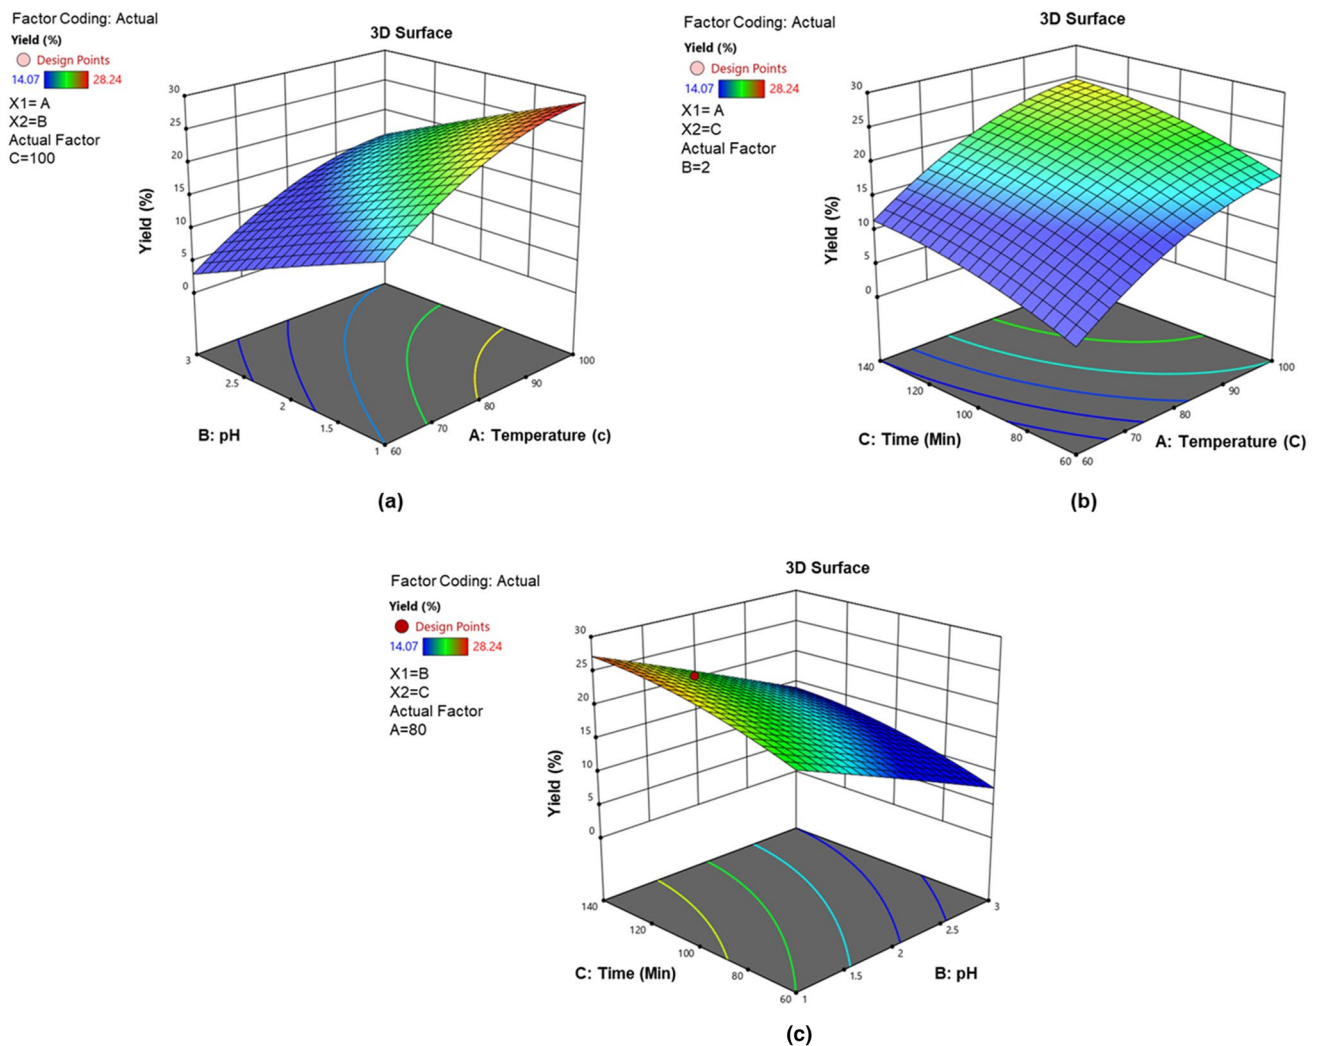 Factor Coding: Actual
Yield (%)
Design Points
14.07 28.24
X1= A
X2=B
Actual Factor
C=100
3D Surface
30
25
20
15
10
5
0
Yield (%)
3
2.5
2
1.5
1
60
70
80
90
100
B: pH
A: Temperature (c)
(a)
Factor Coding: Actual
Yield (%)
Design Points
14.07 28.24
X1= A
X2=C
Actual Factor
B=2
3D Surface
30
25
20
15
10
5
0
Yield (%)
140
120
100
80
60
60
70
80
90
100
C: Time (Min)
A: Temperature (C)
(b)
Factor Coding: Actual
Yield (%)
Design Points
14.07 28.24
X1=B
X2=C
Actual Factor
A=80
3D Surface
30
25
20
15
10
5
0
Yield (%)
140
120
100
80
60
1
1.5
2
2.5
3
C: Time (Min)
B: pH
(c)